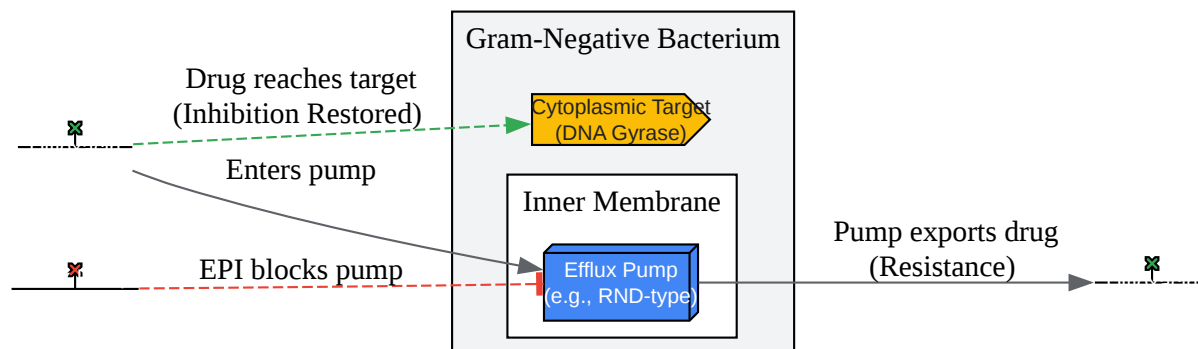 Gram-Negative Bacterium
Drug reaches target
(Inhibition Restored)
Cytoplasmic Target
(DNA Gyrase)
Enters pump
Inner Membrane
EPI blocks pump
Efflux Pump
(e.g., RND-type)
Pump exports drug
(Resistance)